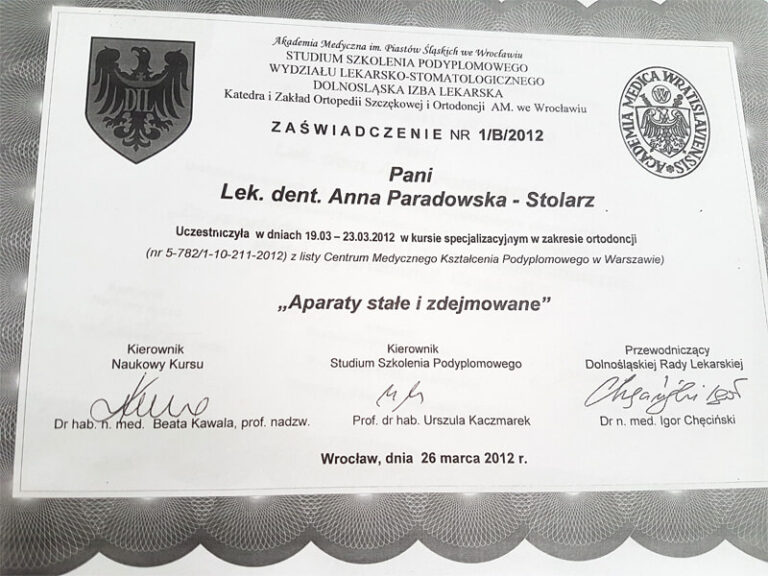 Akademia Medyczna im. Piastów Śląskich we Wrocławiu
STUDIUM SZKOLENIA PODYPLOMOWEGO
WYDZIAŁU LEKARSKO-STOMATOLOGICZNEGO
DOLNOŚLĄSKA IZBA LEKARSKA
Katedra i Zakład Ortopedii Szczękowej i Ortodoncji AM. we Wrocławiu
DIL
ACADEMIA MEDICA WRATISLAVIENSIS
ZAŚWIADCZENIE NR 1/B/2012
Pani
Lek. dent. Anna Paradowska - Stolarz
Uczestniczyła w dniach 19.03 – 23.03.2012 w kursie specjalizacyjnym w zakresie ortodoncji
(nr 5-782/1-10-211-2012) z listy Centrum Medycznego Kształcenia Podyplomowego w Warszawie)
„Aparaty stałe i zdejmowane”
Kierownik
Naukowy Kursu
Kierownik
Studium Szkolenia Podyplomowego
Przewodniczący
Dolnośląskiej Rady Lekarskiej
Dr hab. n. med. Beata Kawala, prof. nadzw.
Prof. dr hab. Urszula Kaczmarek
Dr n. med. Igor Chęciński
Wrocław, dnia 26 marca 2012 r.